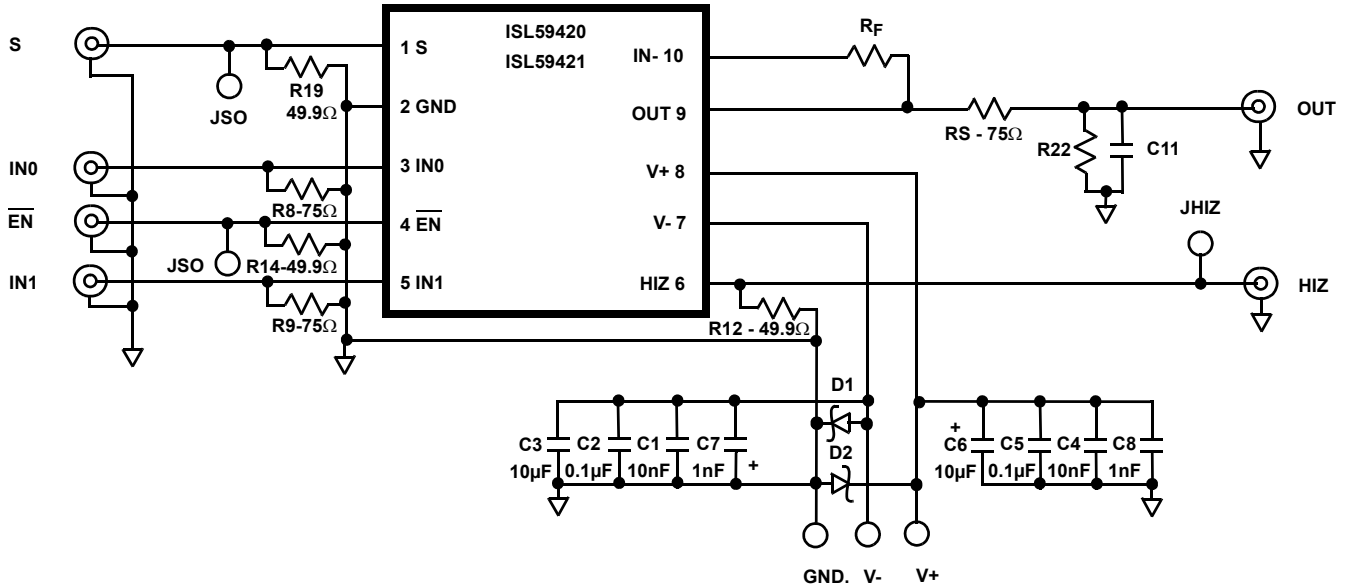 S
ISL59420
ISL59421
1 S
IN- 10
RF
R19
49.9Ω
JSO
2 GND
OUT 9
RS - 75Ω
OUT
R22
C11
IN0
3 IN0
V+ 8
R8-75Ω
EN
4 EN
V- 7
JHIZ
JSO
R14-49.9Ω
IN1
5 IN1
HIZ 6
HIZ
R9-75Ω
R12 - 49.9Ω
D1
C3
10µF
C2
0.1µF
C1
10nF
C7
1nF
+
D2
+
C6
10µF
C5
0.1µF
C4
10nF
C8
1nF
GND.
V-
V+